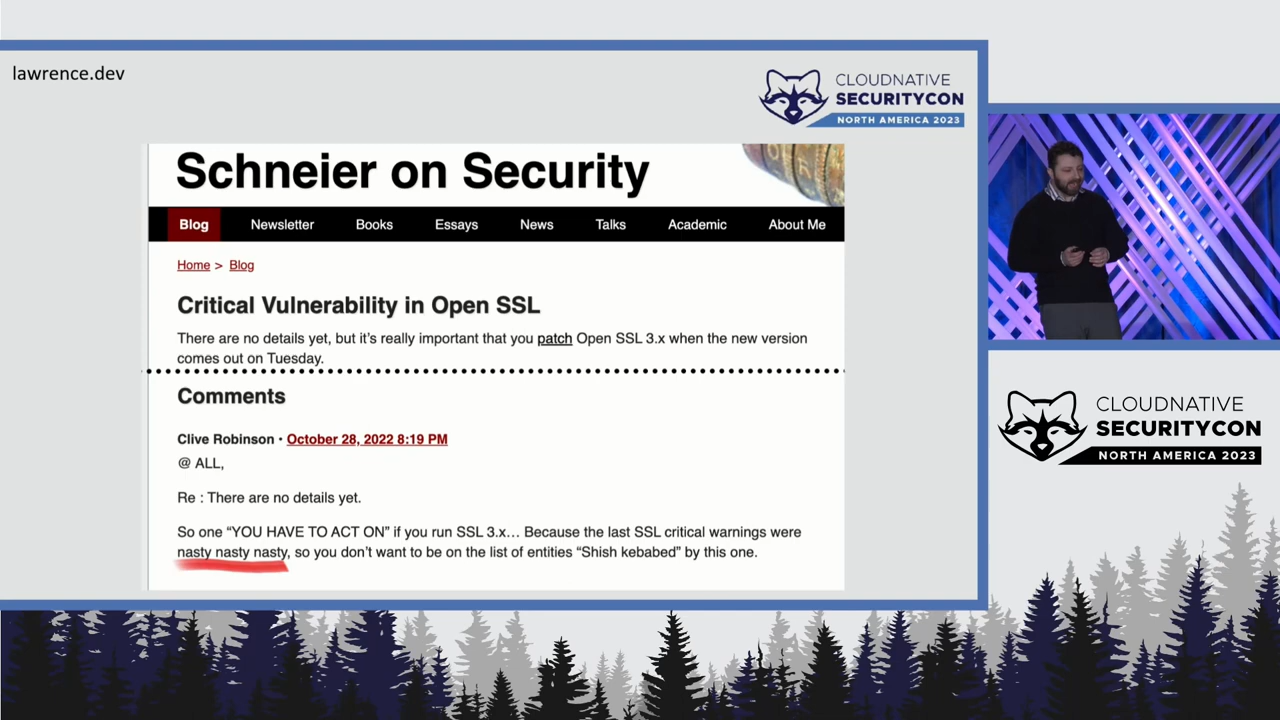 lawrence.dev
CLOUDNATIVE
SECURITYCON
NORTH AMERICA 2023
Schneier on Security
Blog Newsletter Books Essays News Talks Academic About Me
Home > Blog
Critical Vulnerability in Open SSL
There are no details yet, but it's really important that you patch Open SSL 3.x when the new version
comes out on Tuesday.
Comments
Clive Robinson • October 28, 2022 8:19 PM
@ ALL,
Re : There are no details yet.
So one “YOU HAVE TO ACT ON” if you run SSL 3.x… Because the last SSL critical warnings were
nasty nasty nasty, so you don't want to be on the list of entities “Shish kebabed” by this one.
CLOUDNATIVE
SECURITYCON
NORTH AMERICA 2023